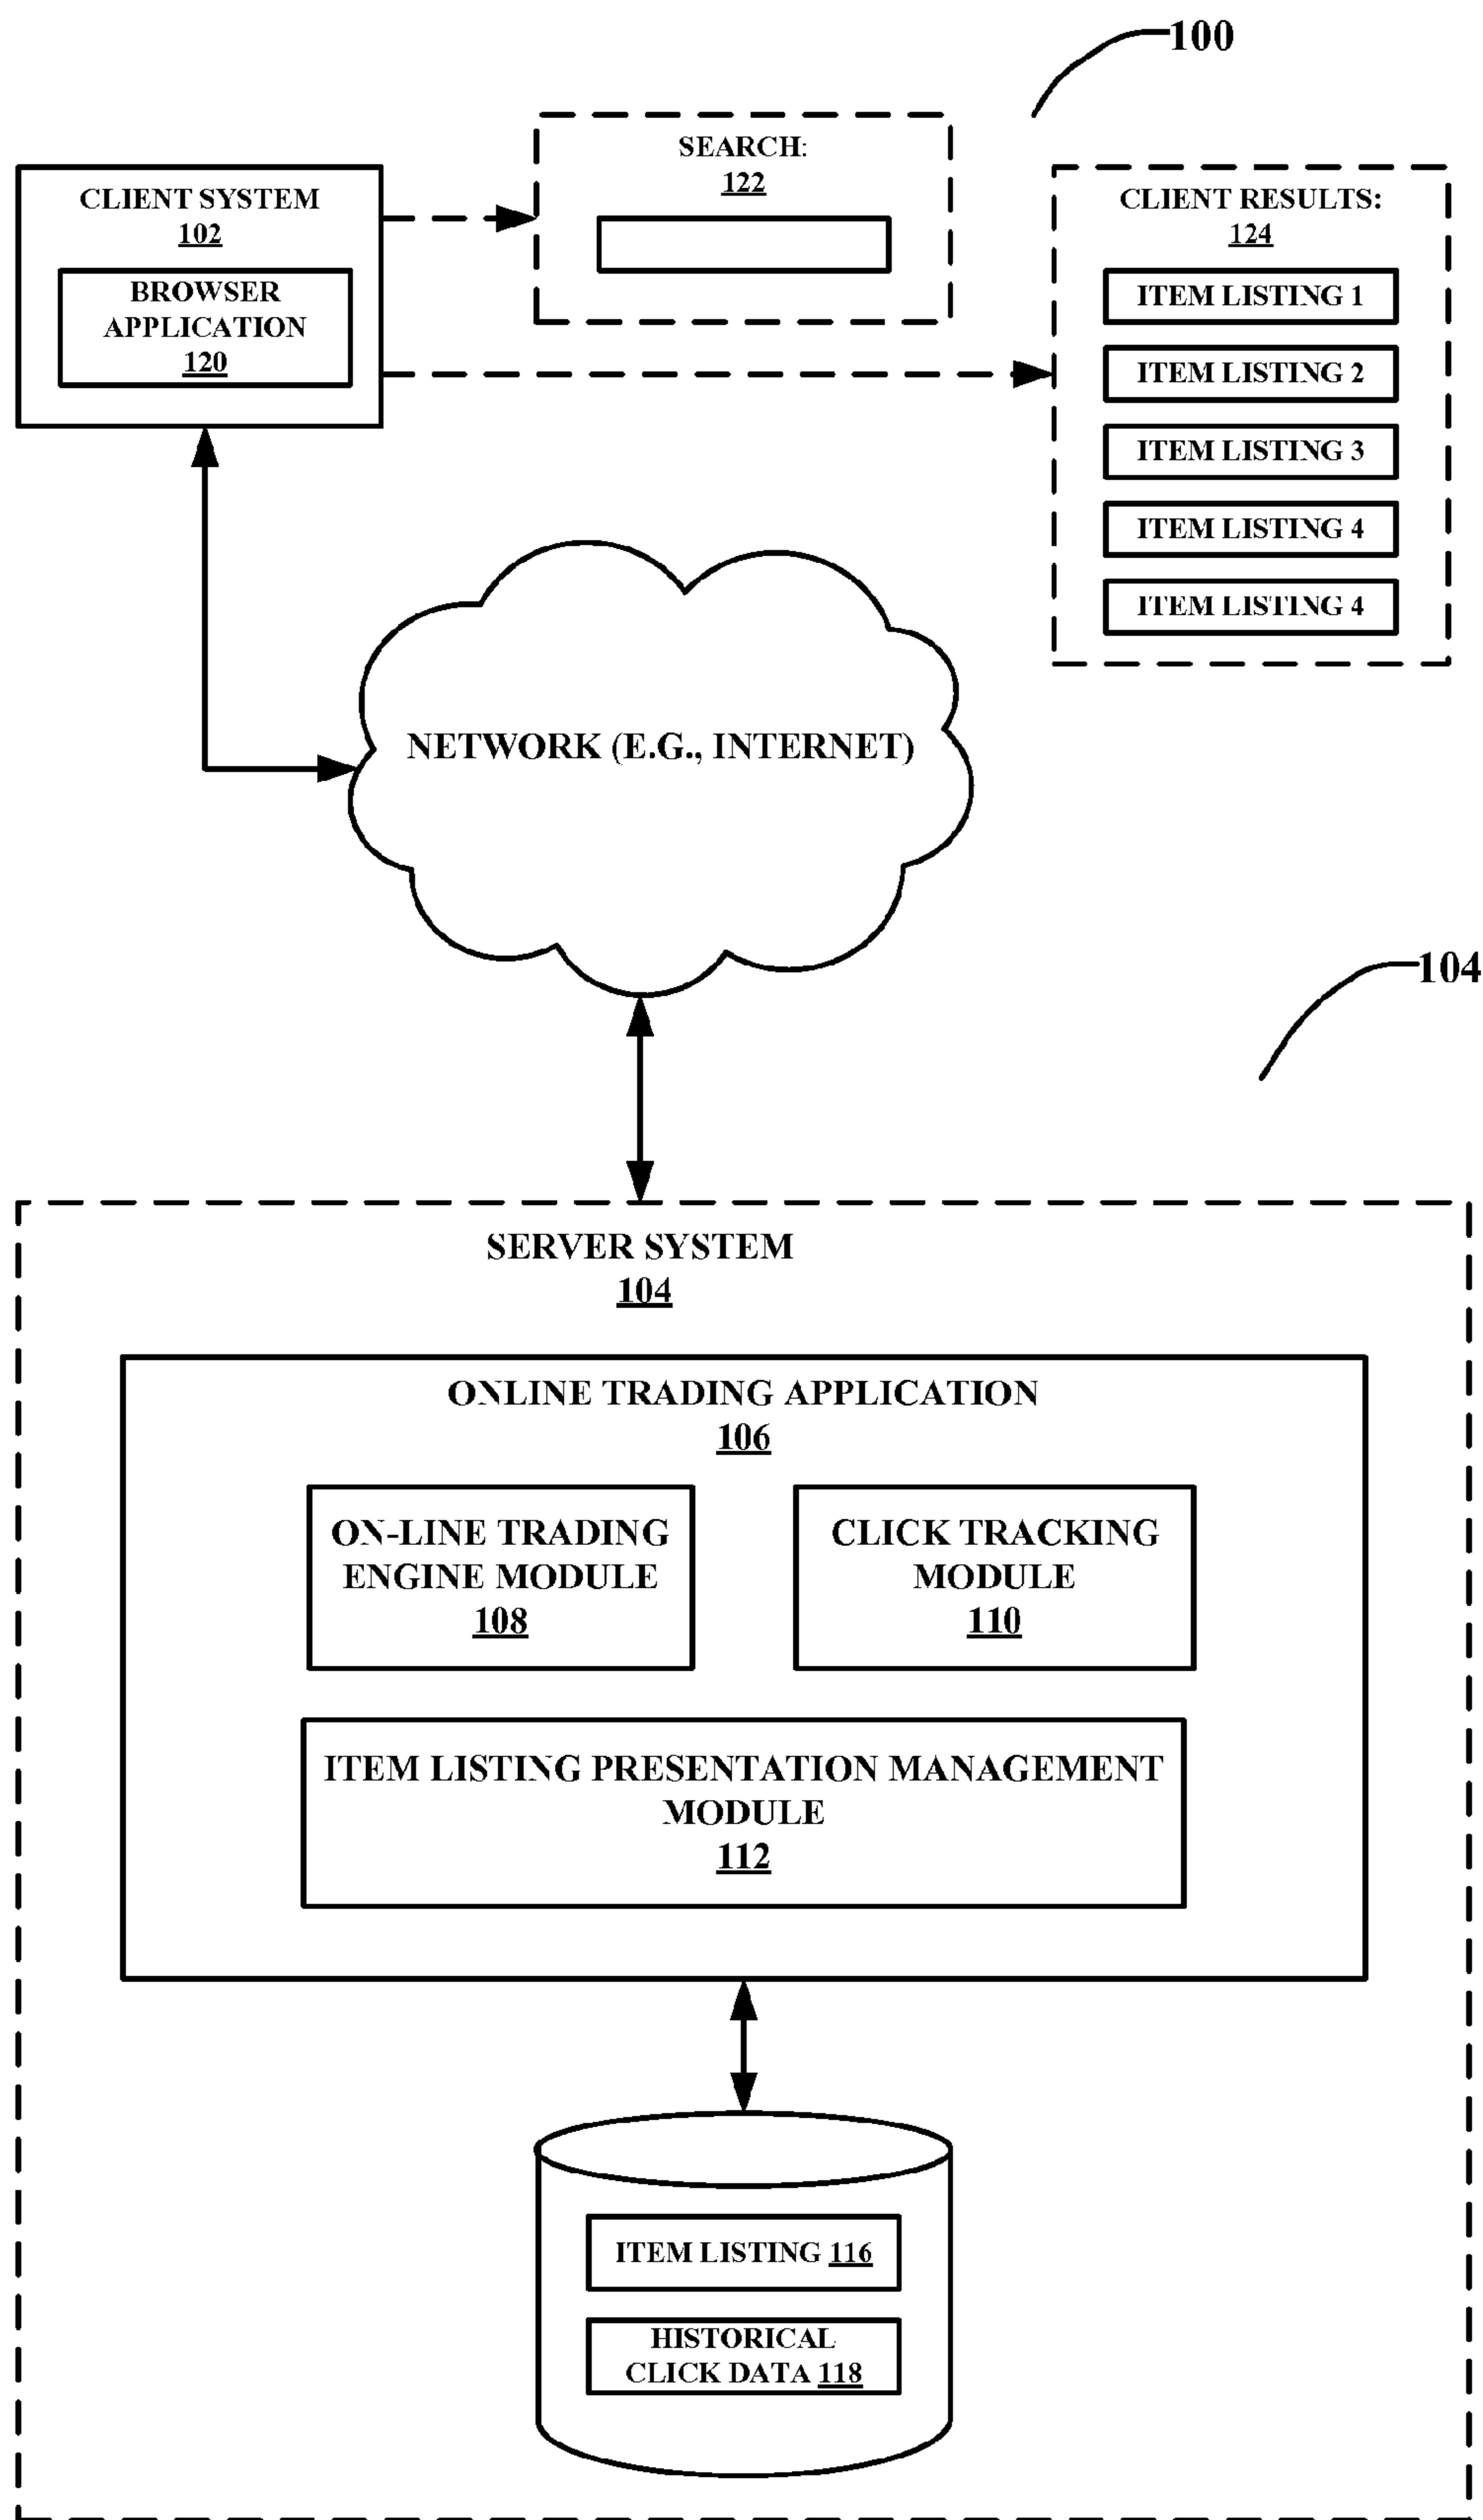 100
SEARCH:
122
CLIENT SYSTEM
102
BROWSER
APPLICATION
120
CLIENT RESULTS:
124
ITEM LISTING 1
ITEM LISTING 2
ITEM LISTING 3
ITEM LISTING 4
ITEM LISTING 4
NETWORK (E.G., INTERNET)
104
SERVER SYSTEM
104
ONLINE TRADING APPLICATION
106
ON-LINE TRADING
ENGINE MODULE
108
CLICK TRACKING
MODULE
110
ITEM LISTING PRESENTATION MANAGEMENT
MODULE
112
ITEM LISTING 116
HISTORICAL
CLICK DATA 118